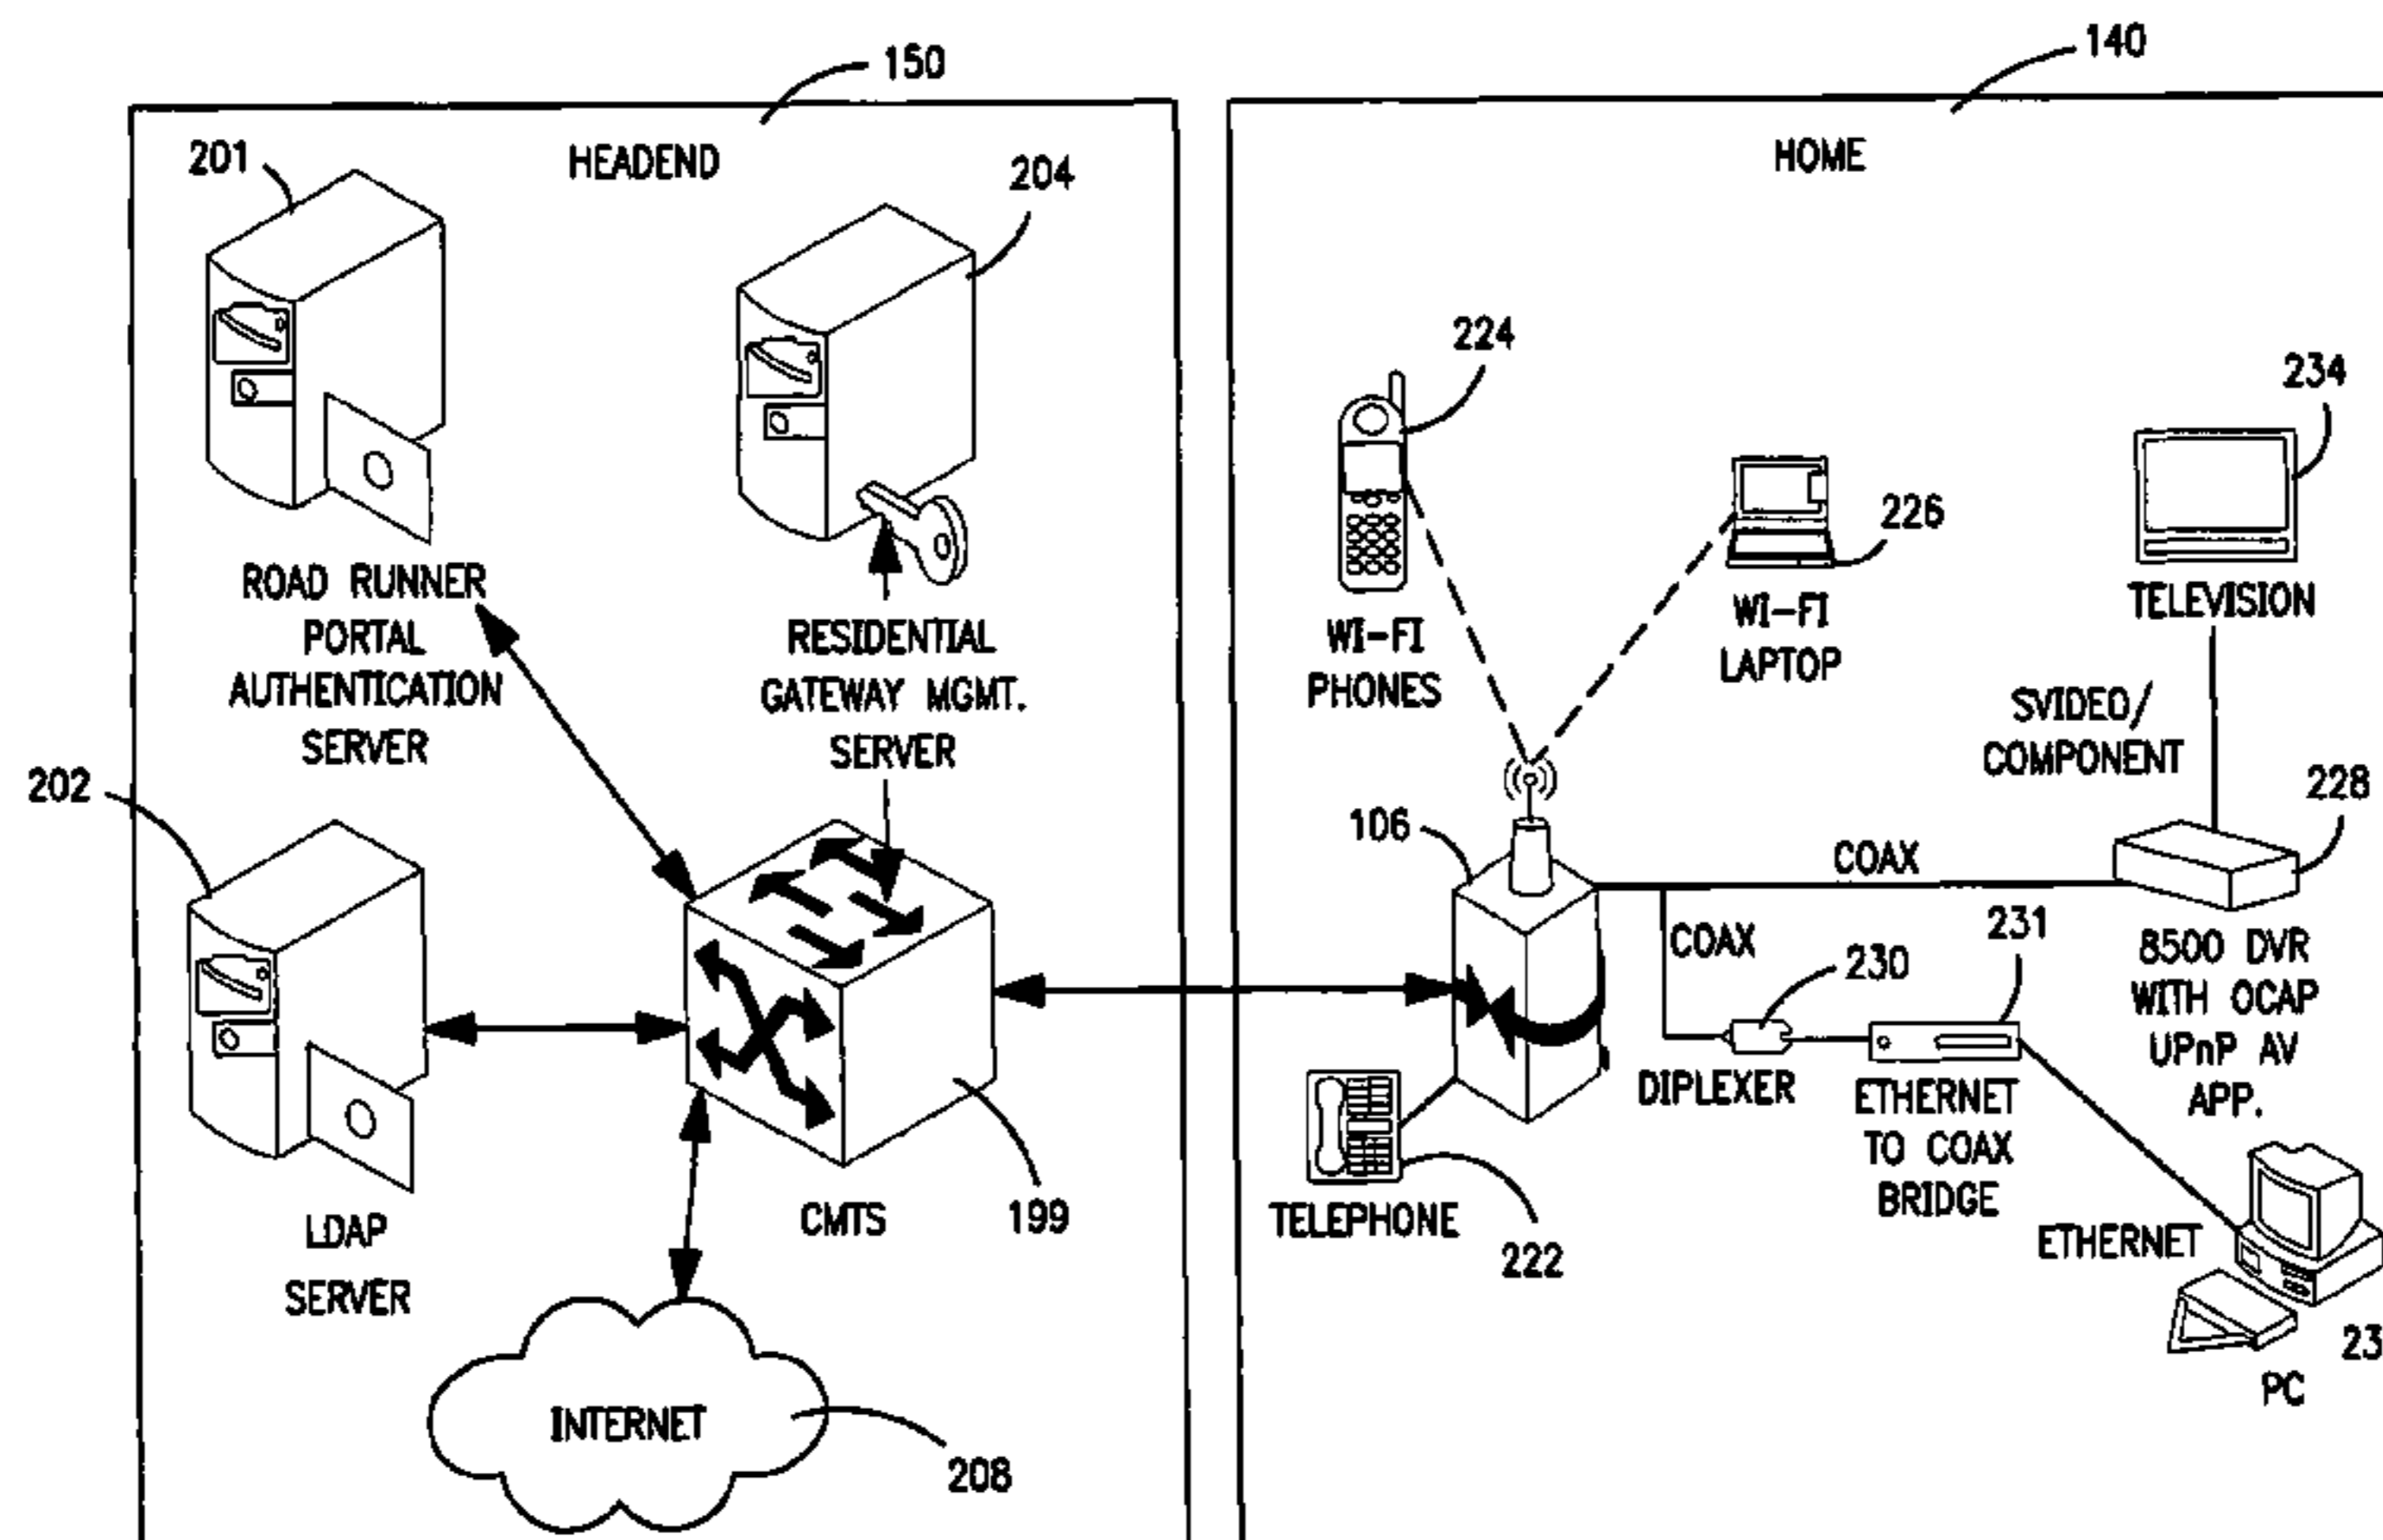 150
HEADEND
201
204
ROAD RUNNER
PORTAL
AUTHENTICATION
SERVER
RESIDENTIAL
GATEWAY MGMT.
SERVER
202
LDAP
SERVER
CMTS
199
INTERNET
208
140
HOME
224
WI-FI
PHONES
226
WI-FI
LAPTOP
234
TELEVISION
SVIDEO/
COMPONENT
228
106
COAX
COAX
230
231
8500 DVR
WITH OCAP
UPnP AV
APP.
DIPLEXER
ETHERNET
TO COAX
BRIDGE
TELEPHONE
222
ETHERNET
23
PC